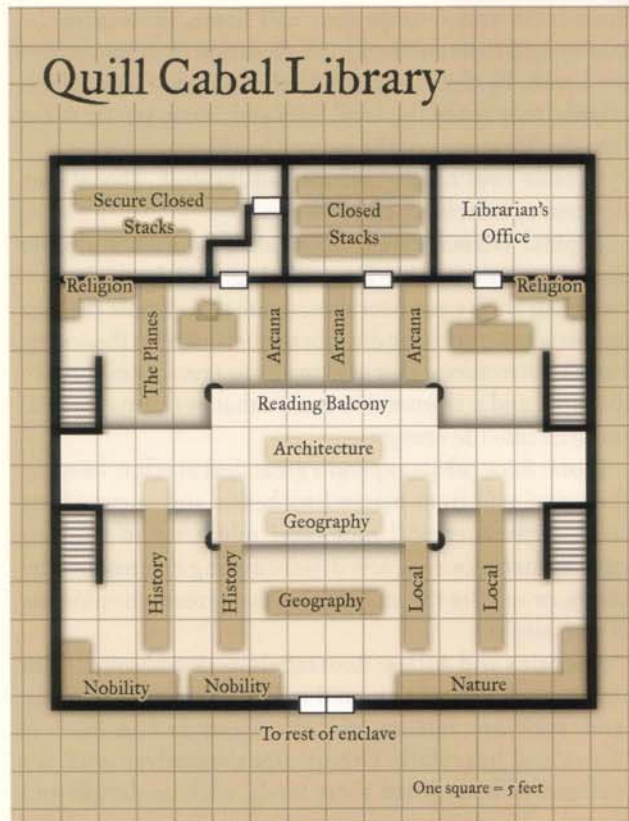 Quill Cabal Library
Secure Closed
Stacks
Closed
Stacks
Librarian's
Office
Religion
The Planes
Arcana
Arcana
Arcana
Religion
Reading Balcony
Architecture
Geography
History
History
Geography
Local
Local
Nobility
Nobility
Nature
To rest of enclave
One square = 5 feet